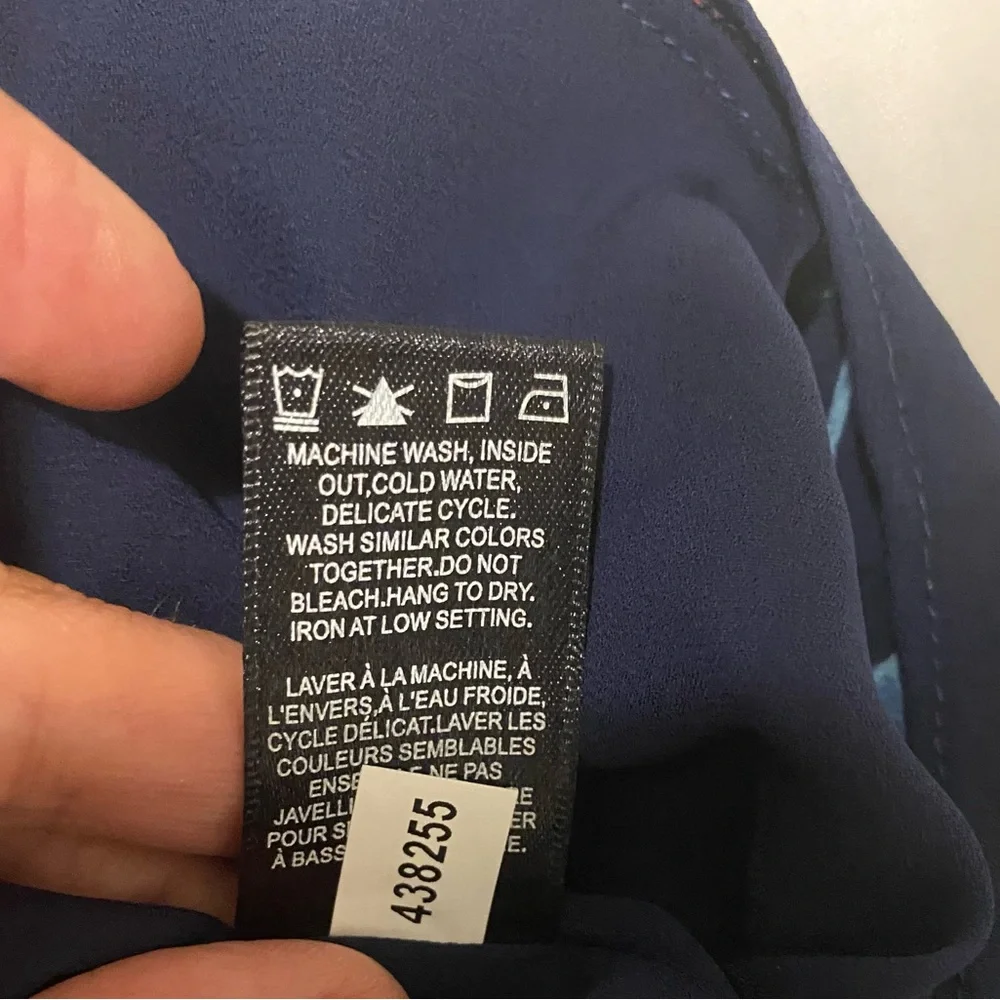 MACHINE WASH, INSIDE
OUT,COLD WATER,
DELICATE CYCLE.
WASH SIMILAR COLORS
TOGETHER.DO NOT
BLEACH.HANG TO DRY.
IRON AT LOW SETTING.
LAVER À LA MACHINE, À
L'ENVERS,À L'EAU FROIDE,
CYCLE DÉLICAT.LAVER LES
COULEURS SEMBLABLES
NE PAS
POUR
À
438255